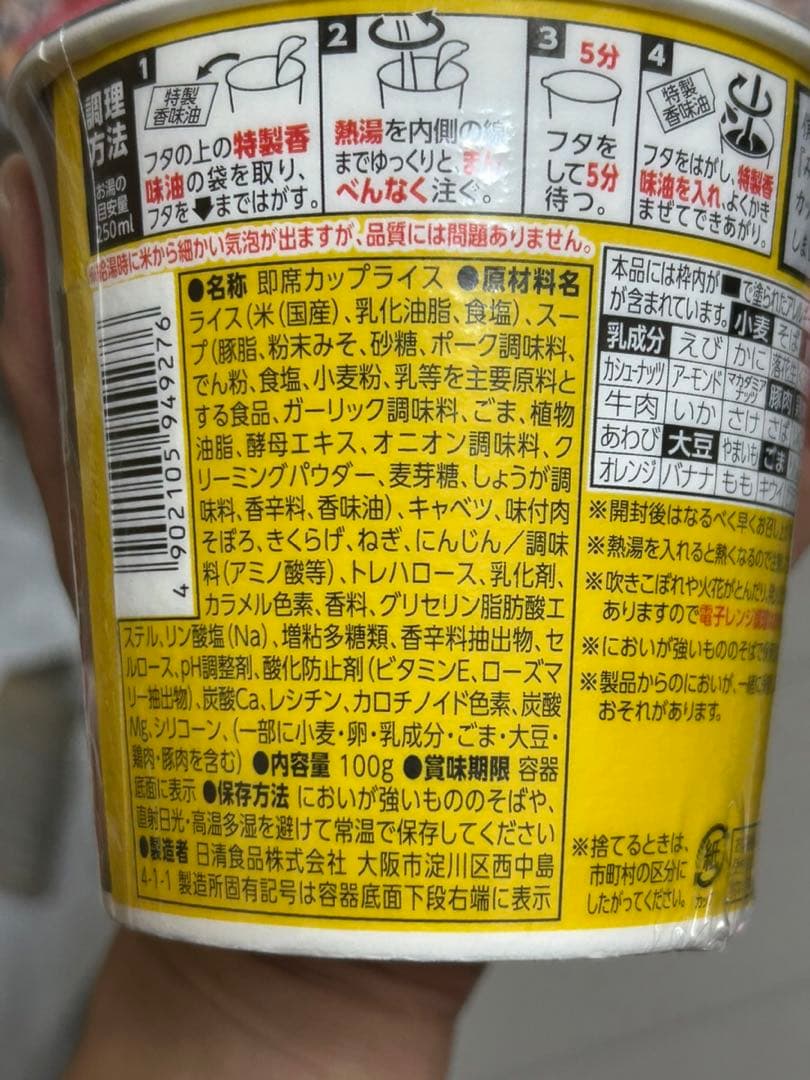 調理方法
お湯の目安量
250ml
1
特製
香味油
フタの上の特製香
味油の袋を取り、
フタを⬇まではがす。
2
熱湯を内側の線
までゆっくりと、まん
べんなく注ぐ。
3
5分
フタを
して5分
待つ。
4
特製
香味油
フタをはがし、特製香
味油を入れ、よくかき
まぜてできあがり。
給湯時に米から細かい気泡が出ますが、品質には問題ありません。
4 902105 949276
●名称 即席カップライス ●原材料名
ライス(米(国産)、乳化油脂、食塩)、スー
プ(豚脂、粉末みそ、砂糖、ポーク調味料、
でん粉、食塩、小麦粉、乳等を主要原料と
する食品、ガーリック調味料、ごま、植物
油脂、酵母エキス、オニオン調味料、ク
リーミングパウダー、麦芽糖、しょうが調
味料、香辛料、香味油)、キャベツ、味付肉
そぼろ、きくらげ、ねぎ、にんじん/調味
料(アミノ酸等)、トレハロース、乳化剤、
カラメル色素、香料、グリセリン脂肪酸エ
ステル、リン酸塩(Na)、増粘多糖類、香辛料抽出物、セ
ルロース、pH調整剤、酸化防止剤(ビタミンE、ローズマ
リー抽出物)、炭酸Ca、レシチン、カロチノイド色素、炭酸
Mg、シリコーン、(一部に小麦・卵・乳成分・ごま・大豆・
鶏肉・豚肉を含む) ●内容量 100g ●賞味期限 容器
底面に表示 ●保存方法 においが強いもののそばや、
直射日光・高温多湿を避けて常温で保存してください
●製造者 日清食品株式会社 大阪市淀川区西中島
4-1-1 製造所固有記号は容器底面下段右端に表示
本品には枠内が■で塗られたアレ
が含まれています。 小麦 そば
乳成分 えび かに
カシューナッツ アーモンド マカダミアナッツ 豚肉
牛肉 いか さけ さば
あわび 大豆 やまいも ごま
オレンジ バナナ もも キウイ
※開封後はなるべく早くお召し上
※熱湯を入れると熱くなるので注意
※吹きこぼれや火花がとんだり、
ありますので電子レンジ調理
※においが強いもののそばで
※製品からのにおいが、一緒に
おそれがあります。
※捨てるときは、
市町村の区分に
したがってください。
紙
カップ